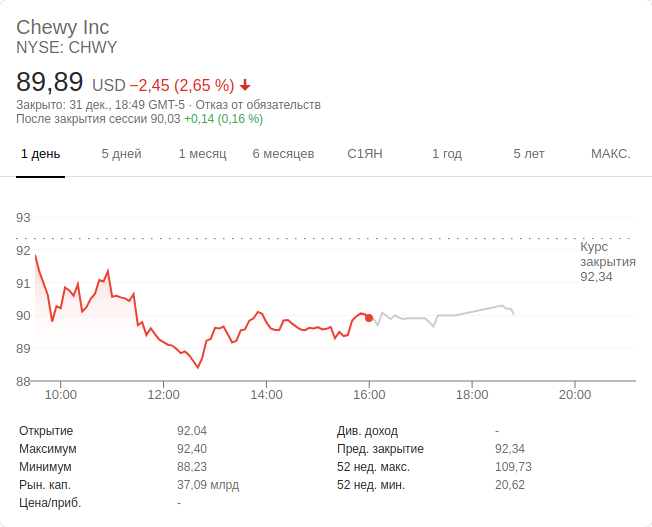 Chewy Inc
NYSE: CHWY
89,89 USD −2,45 (2,65 %)
Закрыто: 31 дек., 18:49 GMT-5 · Отказ от обязательств
После закрытия сессии 90,03 +0,14 (0,16 %)
1 день 5 дней 1 месяц 6 месяцев С1ЯН 1 год 5 лет МАКС.
93
92
91
90
89
88
Курс
закрытия
92,34
10:00 12:00 14:00 16:00 18:00 20:00
Открытие 92,04 Див. доход -
Максимум 92,40 Пред. закрытие 92,34
Минимум 88,23 52 нед. макс. 109,73
Рын. кап. 37,09 млрд 52 нед. мин. 20,62
Цена/приб. -